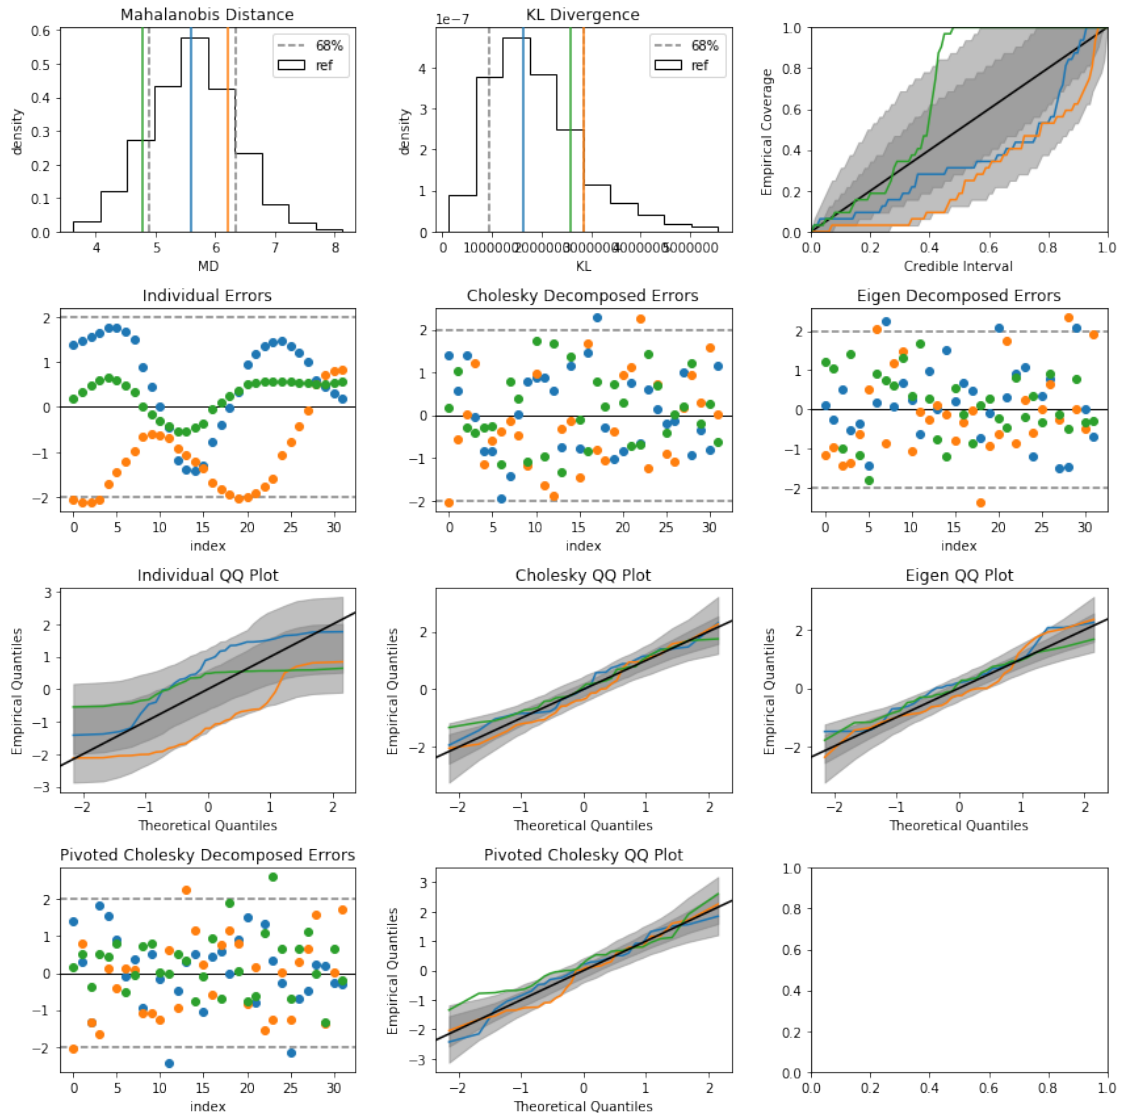 Mahalanobis Distance
0.6
0.5
0.4
0.3
0.2
0.1
0.0
density
68%
ref
4 5 6 7 8
MD
KL Divergence
1e−7
4
2
0
density
68%
ref
0 1000000 2000000 3000000 4000000 5000000
KL
1.0
0.8
0.6
0.4
0.2
0.0
Empirical Coverage
0.0 0.2 0.4 0.6 0.8 1.0
Credible Interval
Individual Errors
2
1
0
−1
−2
0 5 10 15 20 25 30
index
Cholesky Decomposed Errors
2
1
0
−1
−2
0 5 10 15 20 25 30
index
Eigen Decomposed Errors
2
1
0
−1
−2
0 5 10 15 20 25 30
index
Individual QQ Plot
3
2
1
0
−1
−2
−3
Empirical Quantiles
−2 −1 0 1 2
Theoretical Quantiles
Cholesky QQ Plot
2
0
−2
Empirical Quantiles
−2 −1 0 1 2
Theoretical Quantiles
Eigen QQ Plot
2
0
−2
Empirical Quantiles
−2 −1 0 1 2
Theoretical Quantiles
Pivoted Cholesky Decomposed Errors
2
1
0
−1
−2
0 5 10 15 20 25 30
index
Pivoted Cholesky QQ Plot
3
2
1
0
−1
−2
−3
Empirical Quantiles
−2 −1 0 1 2
Theoretical Quantiles
1.0
0.8
0.6
0.4
0.2
0.0
0.0 0.2 0.4 0.6 0.8 1.0